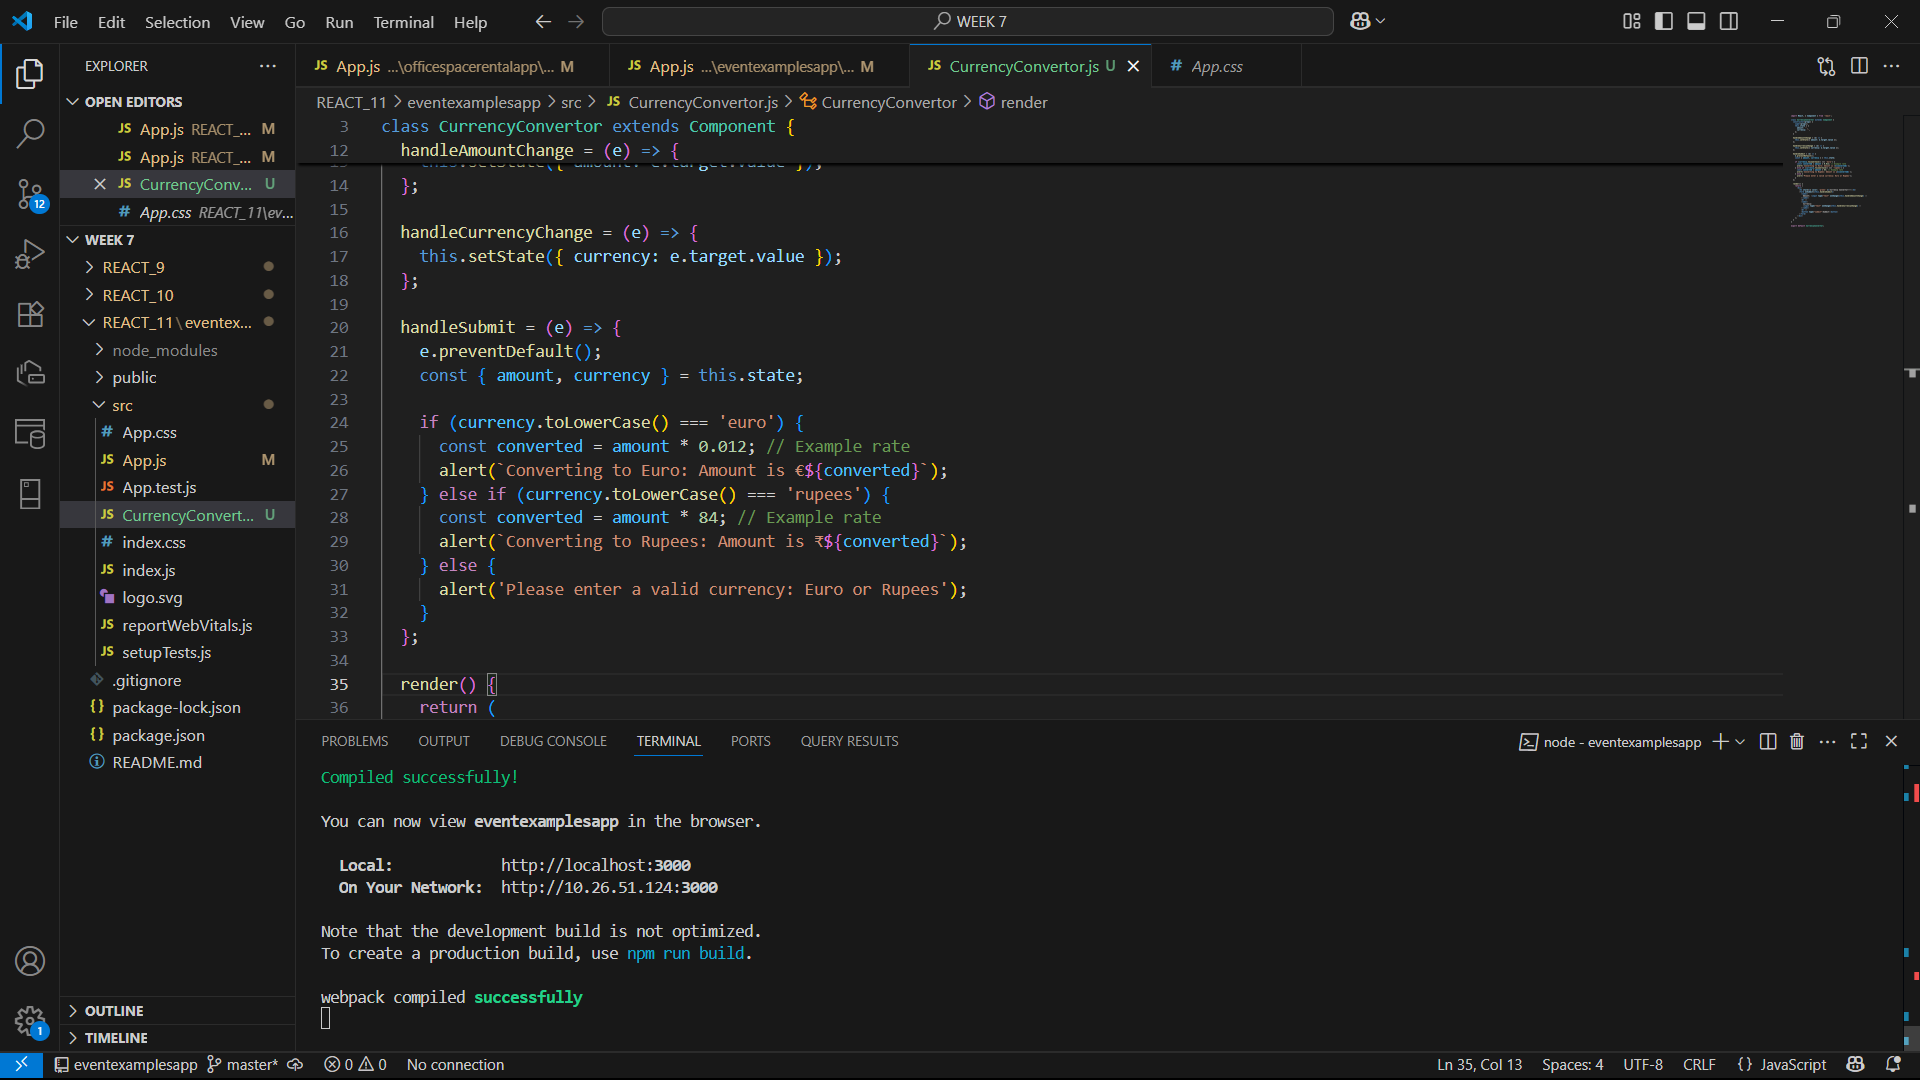 File Edit Selection View Go Run Terminal Help
WEEK 7
EXPLORER
OPEN EDITORS
JS App.js REACT_... M
JS App.js REACT_... M
JS CurrencyConv... U
# App.css REACT_11\ev...
WEEK 7
REACT_9
REACT_10
REACT_11 \ eventex...
node_modules
public
src
# App.css
JS App.js M
JS App.test.js
JS CurrencyConvert... U
# index.css
JS index.js
logo.svg
JS reportWebVitals.js
JS setupTests.js
.gitignore
{} package-lock.json
{} package.json
README.md
OUTLINE
TIMELINE
12
1
JS App.js ...\officespacerentalapp\... M
JS App.js ...\eventexamplesapp\... M
JS CurrencyConvertor.js U
# App.css
REACT_11 > eventexamplesapp > src > JS CurrencyConvertor.js > CurrencyConvertor > render
3 class CurrencyConvertor extends Component {
12 handleAmountChange = (e) => {
14 };
15
16 handleCurrencyChange = (e) => {
17 this.setState({ currency: e.target.value });
18 };
19
20 handleSubmit = (e) => {
21 e.preventDefault();
22 const { amount, currency } = this.state;
23
24 if (currency.toLowerCase() === 'euro') {
25 const converted = amount * 0.012; // Example rate
26 alert(`Converting to Euro: Amount is €${converted}`);
27 } else if (currency.toLowerCase() === 'rupees') {
28 const converted = amount * 84; // Example rate
29 alert(`Converting to Rupees: Amount is ₹${converted}`);
30 } else {
31 alert('Please enter a valid currency: Euro or Rupees');
32 }
33 };
34
35 render() {
36 return (
PROBLEMS OUTPUT DEBUG CONSOLE TERMINAL PORTS QUERY RESULTS
node - eventexamplesapp
Compiled successfully!
You can now view eventexamplesapp in the browser.
Local: http://localhost:3000
On Your Network: http://10.26.51.124:3000
Note that the development build is not optimized.
To create a production build, use npm run build.
webpack compiled successfully
eventexamplesapp master* 0 0 No connection
Ln 35, Col 13 Spaces: 4 UTF-8 CRLF {} JavaScript